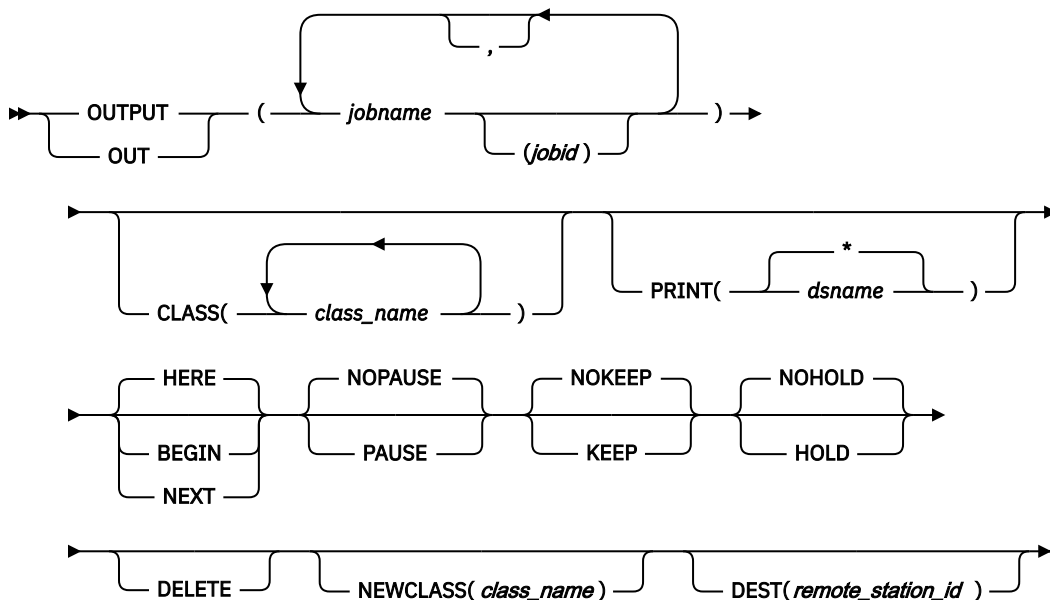 ,
OUTPUT ( jobname )
OUT (jobid )
*
PRINT( dsname )
CLASS( class_name )
HERE NOPAUSE NOKEEP NOHOLD
BEGIN PAUSE KEEP HOLD
NEXT
DELETE NEWCLASS( class_name ) DEST( remote_station_id )